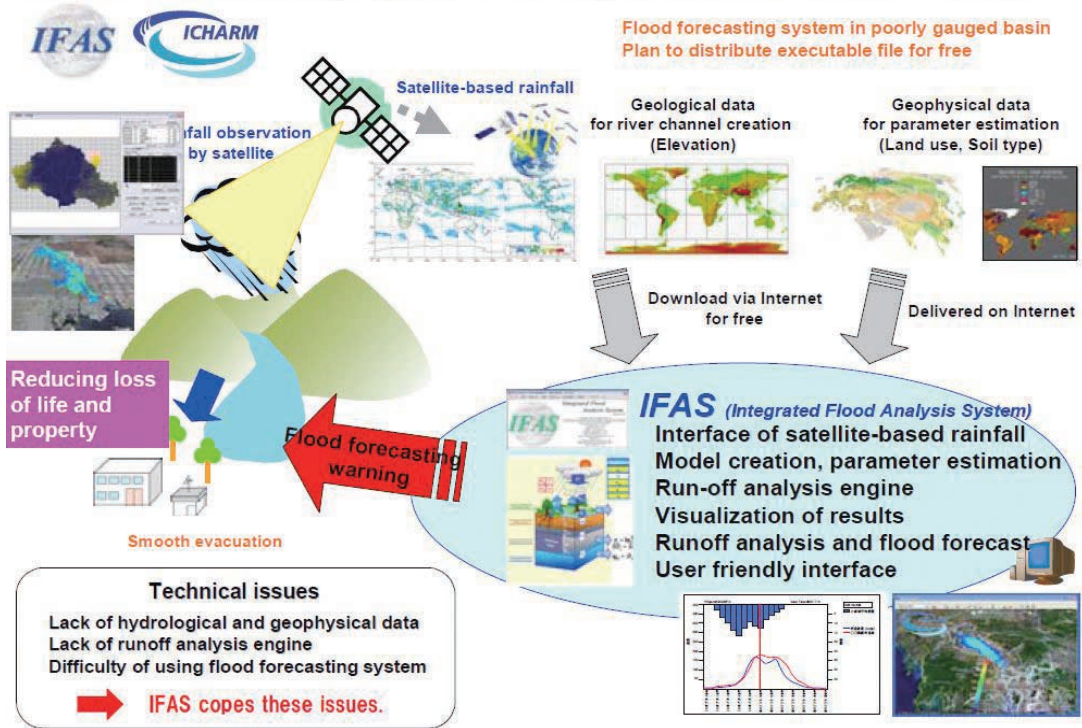 IFAS
ICHARM
Flood forecasting system in poorly gauged basin
Plan to distribute executable file for free
Satellite-based rainfall
nfall observation
by satellite
Geological data
for river channel creation
(Elevation)
Geophysical data
for parameter estimation
(Land use, Soil type)
Download via Internet
for free
Delivered on Internet
Reducing loss
of life and
property
Flood forecasting
warning
Smooth evacuation
IFAS
IFAS (Integrated Flood Analysis System)
Interface of satellite-based rainfall
Model creation, parameter estimation
Run-off analysis engine
Visualization of results
Runoff analysis and flood forecast
User friendly interface
Technical issues
Lack of hydrological and geophysical data
Lack of runoff analysis engine
Difficulty of using flood forecasting system
IFAS copes these issues.